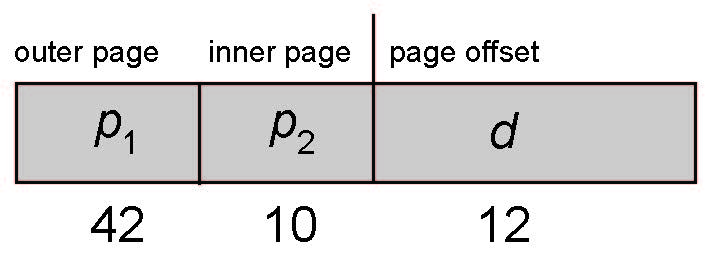 outer page inner page page offset
p1 p2 d
42 10 12